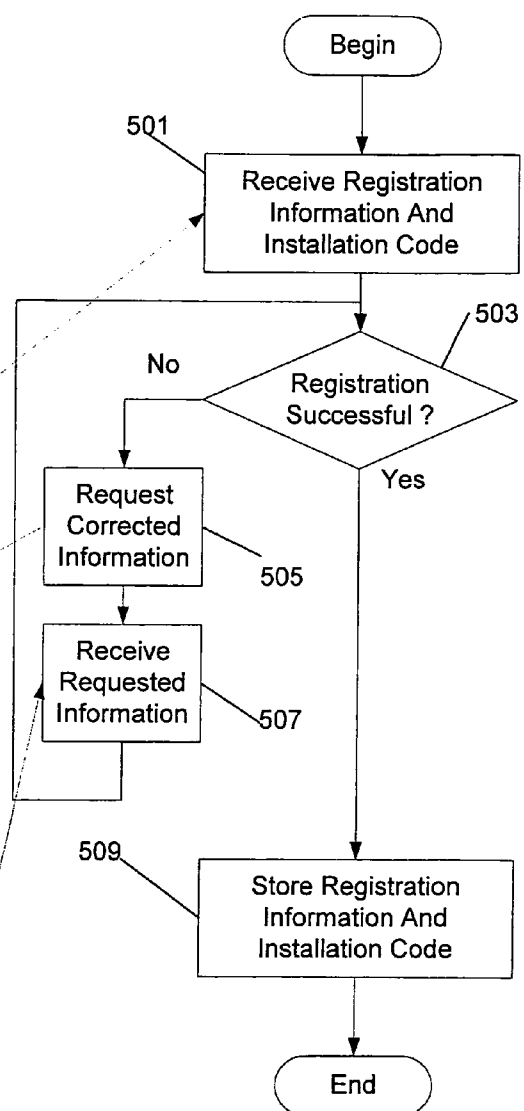 Begin
501
Receive Registration
Information And
Installation Code
503
No
Registration
Successful ?
Yes
Request
Corrected
Information
505
Receive
Requested
Information
507
509
Store Registration
Information And
Installation Code
End